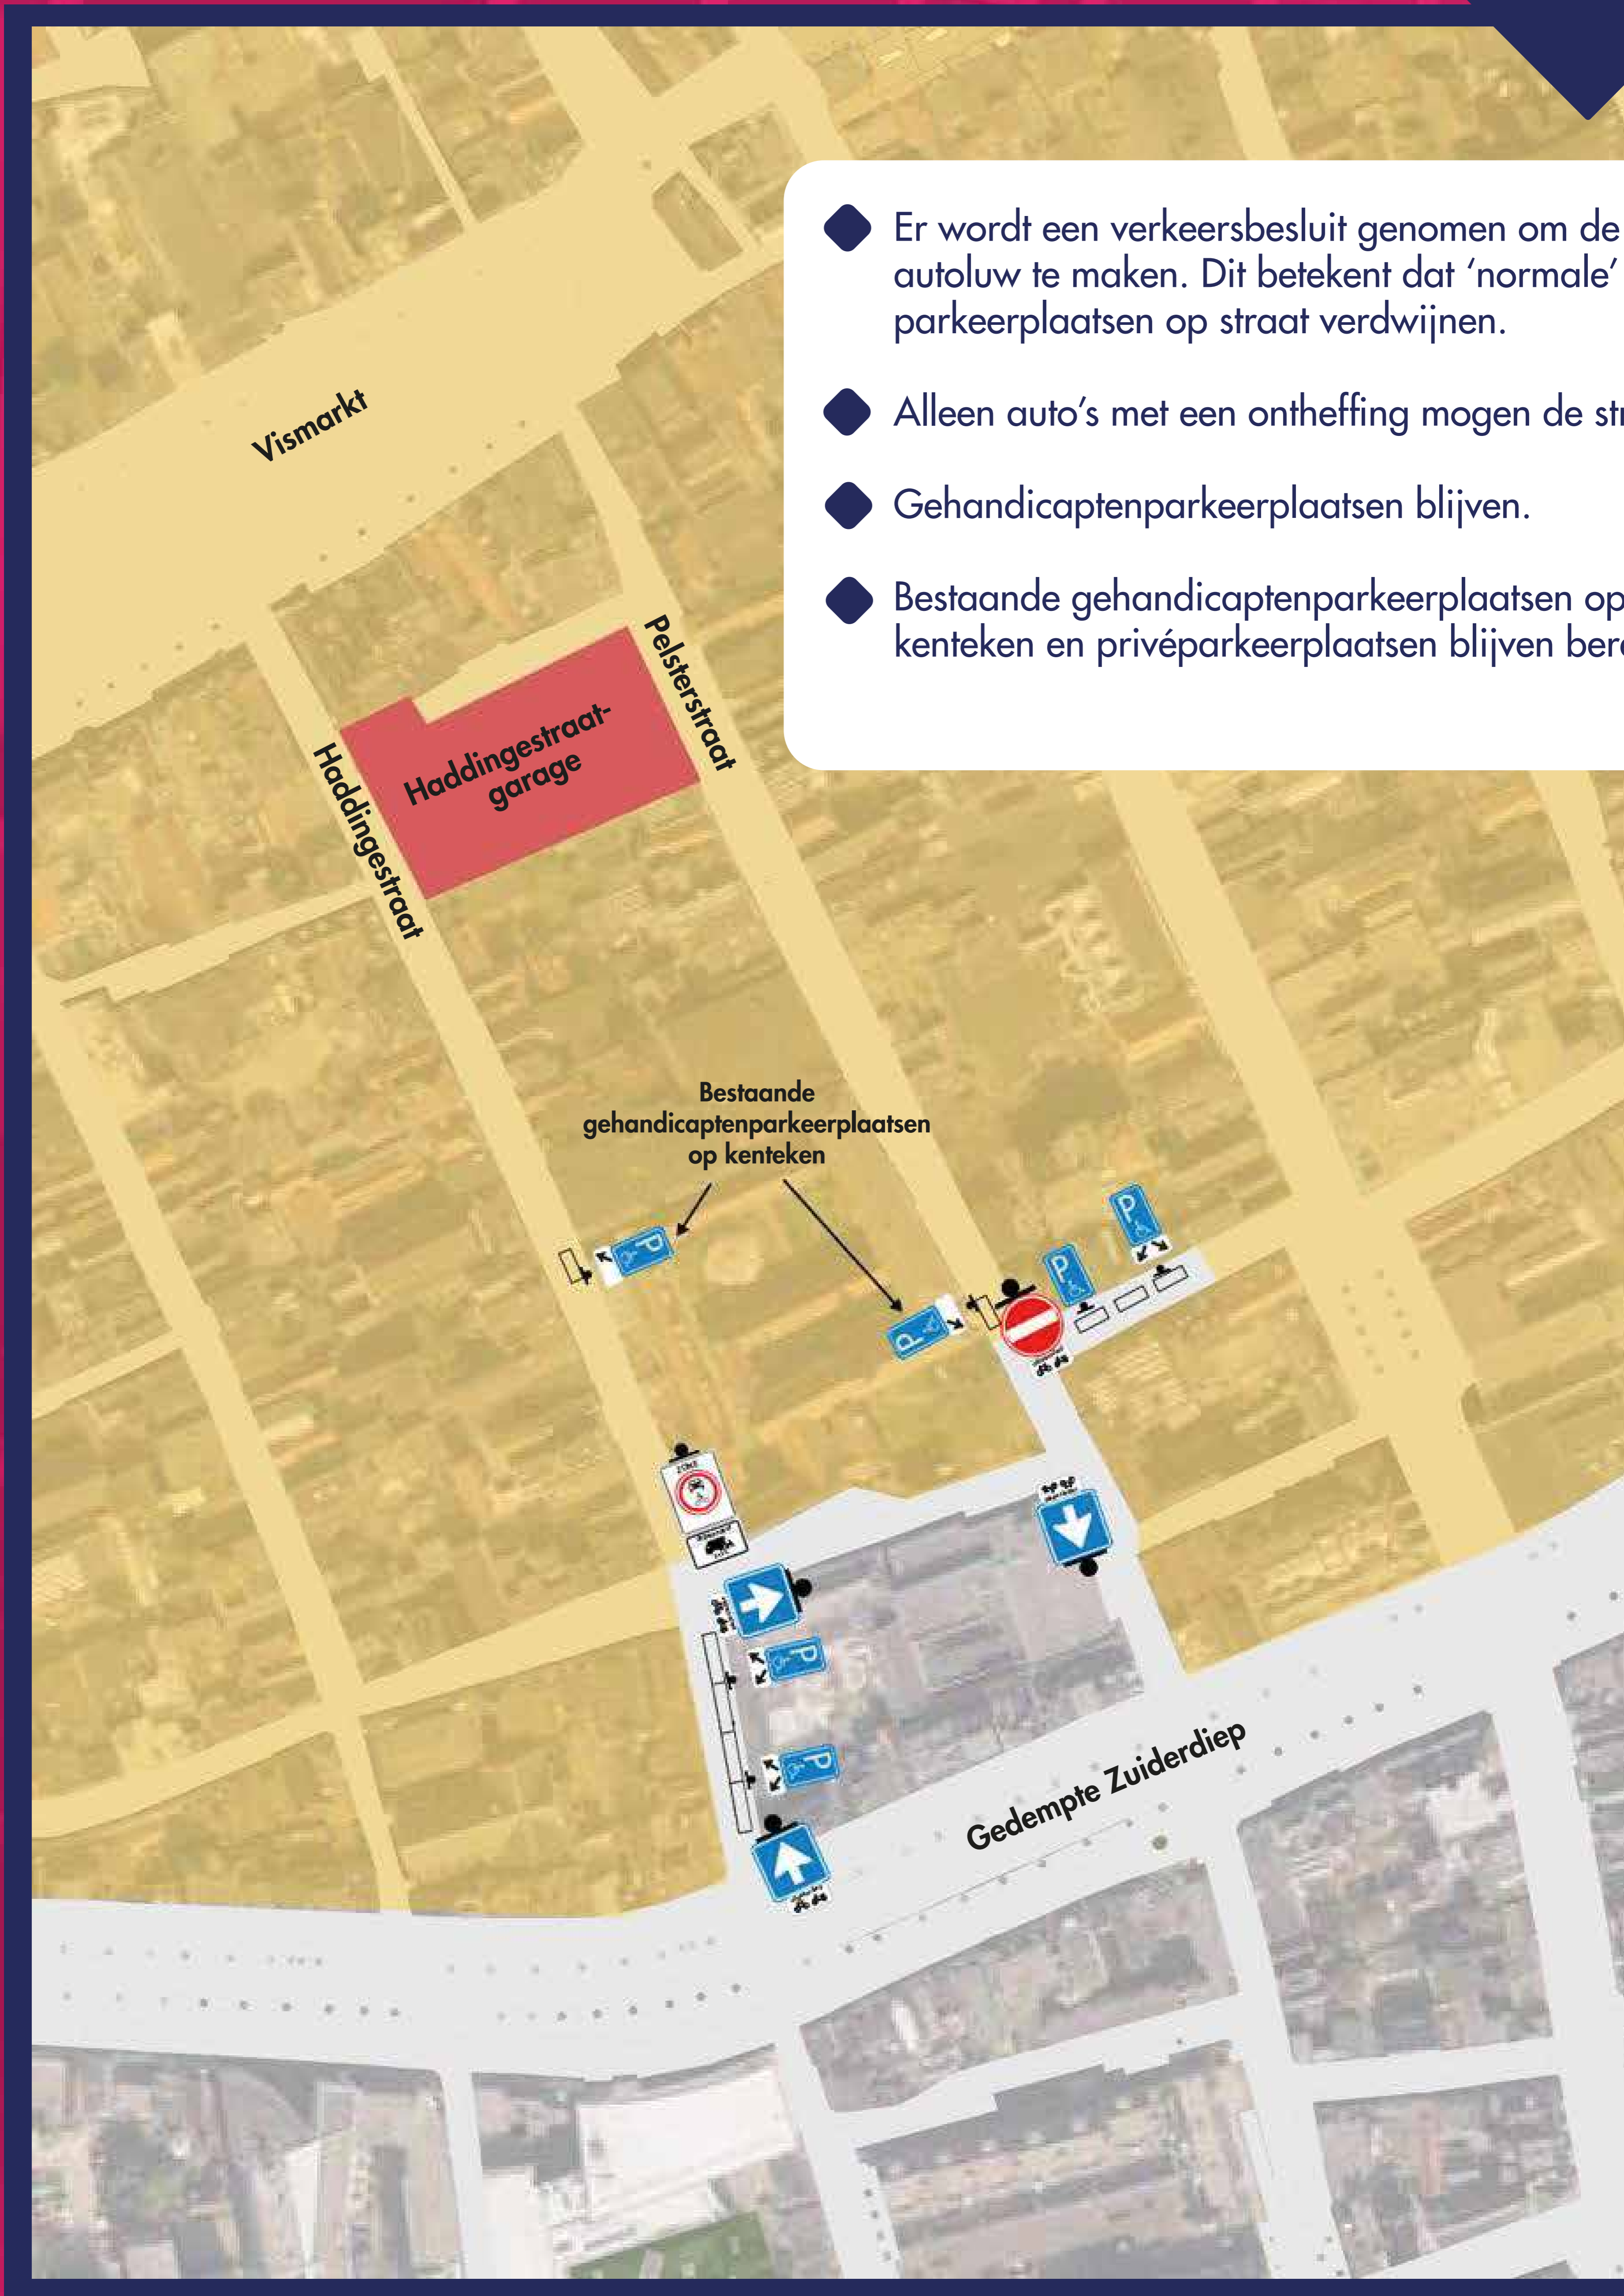 Er wordt een verkeersbesluit genomen om de
autoluw te maken. Dit betekent dat ‘normale’
parkeerplaatsen op straat verdwijnen.
Alleen auto’s met een ontheffing mogen de
Gehandicaptenparkeerplaatsen blijven.
Bestaande gehandicaptenparkeerplaatsen op
kenteken en privéparkeerplaatsen blijven
Vismarkt
Pelsterstraat
Haddingestraat-
garage
Haddingestraat
Bestaande
gehandicaptenparkeerplaatsen
op kenteken
P
P
P
P
ZONE
P
P
Gedempte Zuiderdiep